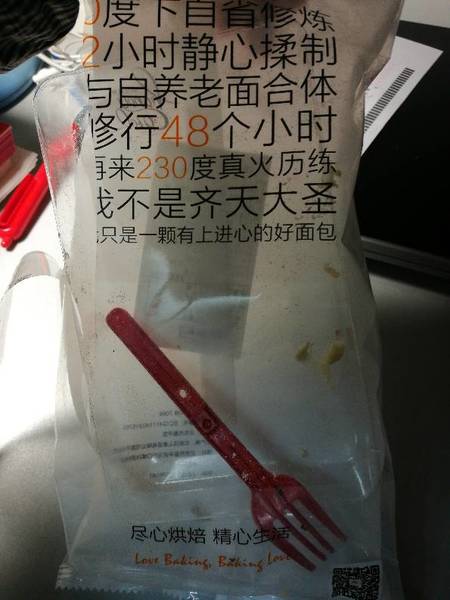 0度下自省修炼
2小时静心揉制
与自养老面合体
修行48个小时
再来230度真火历练
我不是齐天大圣
我只是一颗有上进心的好面包
尽心烘焙 精心生活
Love Baking, Baking Love